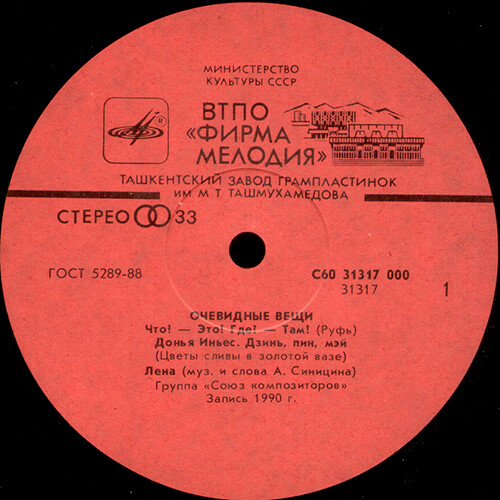 МИНИСТЕРСТВО
КУЛЬТУРЫ СССР
ВТПО
«ФИРМА
МЕЛОДИЯ»
ТАШКЕНТСКИЙ ЗАВОД ГРАМПЛАСТИНОК
ИМ. М. Т. ТАШМУХАМЕДОВА
СТЕРЕО 33
ГОСТ 5289-88
С60 31317 000
31317
1
ОЧЕВИДНЫЕ ВЕЩИ
Что! — Это! Где! — Там! (Руфь)
Донья Иньес. Дзинь, пин, мэй
(Цветы сливы в золотой вазе)
Лена (муз. и слова А. Синицина)
Группа «Союз композиторов»
Запись 1990 г.